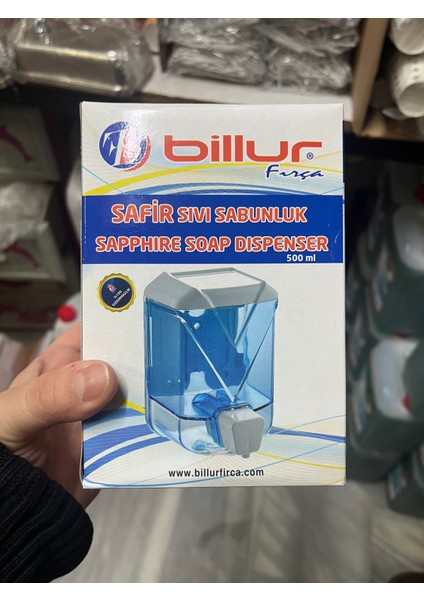 billur®
Fırça
SAFİR SIVI SABUNLUK
SAPPHIRE SOAP DISPENSER
500 ml
www.billurfirca.com